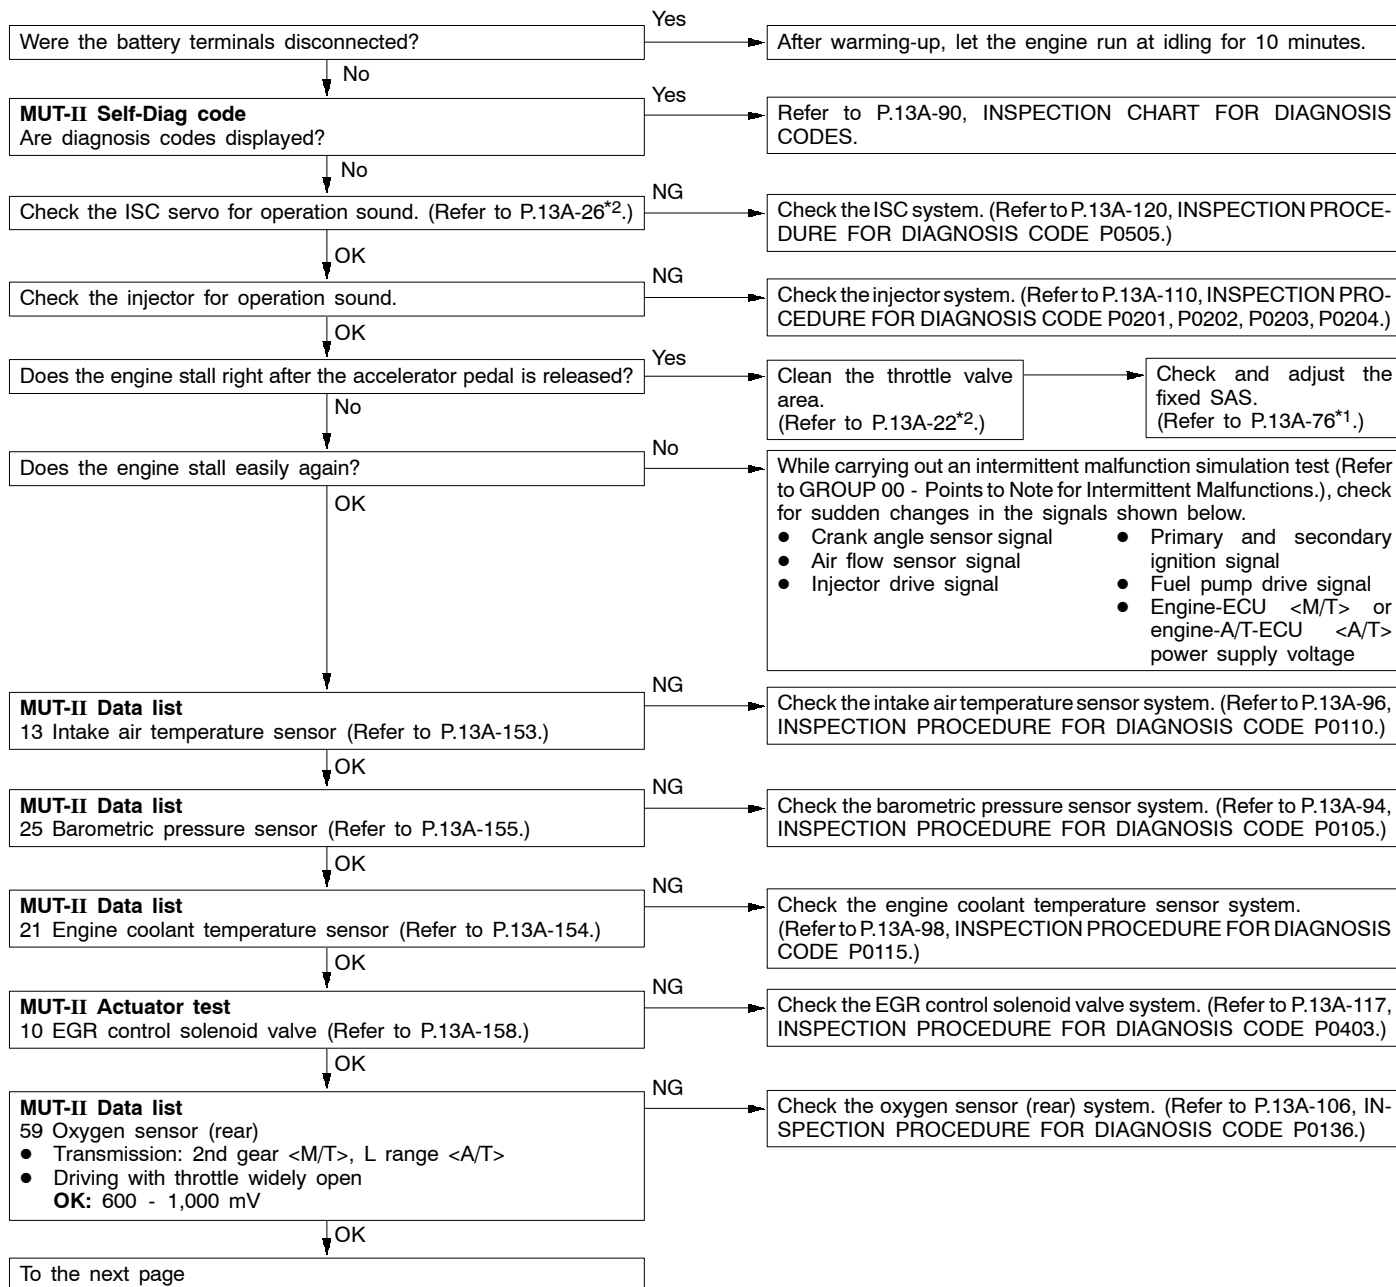 Were the battery terminals disconnected?
Yes
After warming-up, let the engine run at idling for 10 minutes.
No
MUT-II Self-Diag code
Are diagnosis codes displayed?
Yes
Refer to P.13A-90, INSPECTION CHART FOR DIAGNOSIS
CODES.
No
Check the ISC servo for operation sound. (Refer to P.13A-26*2.)
NG
Check the ISC system. (Refer to P.13A-120, INSPECTION PROCE-
DURE FOR DIAGNOSIS CODE P0505.)
OK
Check the injector for operation sound.
NG
Check the injector system. (Refer to P.13A-110, INSPECTION PRO-
CEDURE FOR DIAGNOSIS CODE P0201, P0202, P0203, P0204.)
OK
Does the engine stall right after the accelerator pedal is released?
Yes
Clean the throttle valve
area.
(Refer to P.13A-22*2.)
Check and adjust the
fixed SAS.
(Refer to P.13A-76*1.)
No
Does the engine stall easily again?
No
While carrying out an intermittent malfunction simulation test (Refer
to GROUP 00 - Points to Note for Intermittent Malfunctions.), check
for sudden changes in the signals shown below.
● Crank angle sensor signal
● Air flow sensor signal
● Injector drive signal
● Primary and secondary
ignition signal
● Fuel pump drive signal
● Engine-ECU <M/T> or
engine-A/T-ECU <A/T>
power supply voltage
OK
MUT-II Data list
13 Intake air temperature sensor (Refer to P.13A-153.)
NG
Check the intake air temperature sensor system. (Refer to P.13A-96,
INSPECTION PROCEDURE FOR DIAGNOSIS CODE P0110.)
OK
MUT-II Data list
25 Barometric pressure sensor (Refer to P.13A-155.)
NG
Check the barometric pressure sensor system. (Refer to P.13A-94,
INSPECTION PROCEDURE FOR DIAGNOSIS CODE P0105.)
OK
MUT-II Data list
21 Engine coolant temperature sensor (Refer to P.13A-154.)
NG
Check the engine coolant temperature sensor system.
(Refer to P.13A-98, INSPECTION PROCEDURE FOR DIAGNOSIS
CODE P0115.)
OK
MUT-II Actuator test
10 EGR control solenoid valve (Refer to P.13A-158.)
NG
Check the EGR control solenoid valve system. (Refer to P.13A-117,
INSPECTION PROCEDURE FOR DIAGNOSIS CODE P0403.)
OK
MUT-II Data list
59 Oxygen sensor (rear)
● Transmission: 2nd gear <M/T>, L range <A/T>
● Driving with throttle widely open
OK: 600 - 1,000 mV
NG
Check the oxygen sensor (rear) system. (Refer to P.13A-106, IN-
SPECTION PROCEDURE FOR DIAGNOSIS CODE P0136.)
OK
To the next page